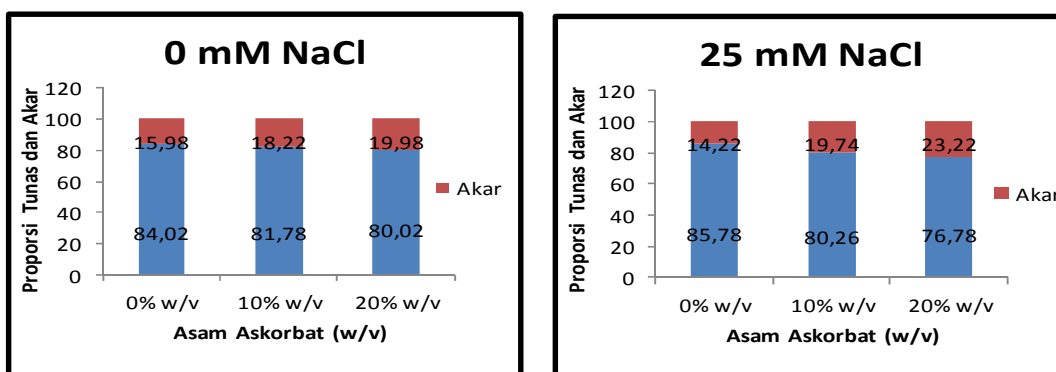 0 mM NaCl
Proporsi Tunas dan Akar
120
100
80
60
40
20
0
15,98
18,22
19,98
84,02
81,78
80,02
Akar
0% w/v
10% w/v
20% w/v
Asam Askorbat (w/v)
25 mM NaCl
Proporsi Tunas dan Akar
120
100
80
60
40
20
0
14,22
19,74
23,22
85,78
80,26
76,78
Akar
0% w/v
10% w/v
20% w/v
Asam Askorbat (w/v)